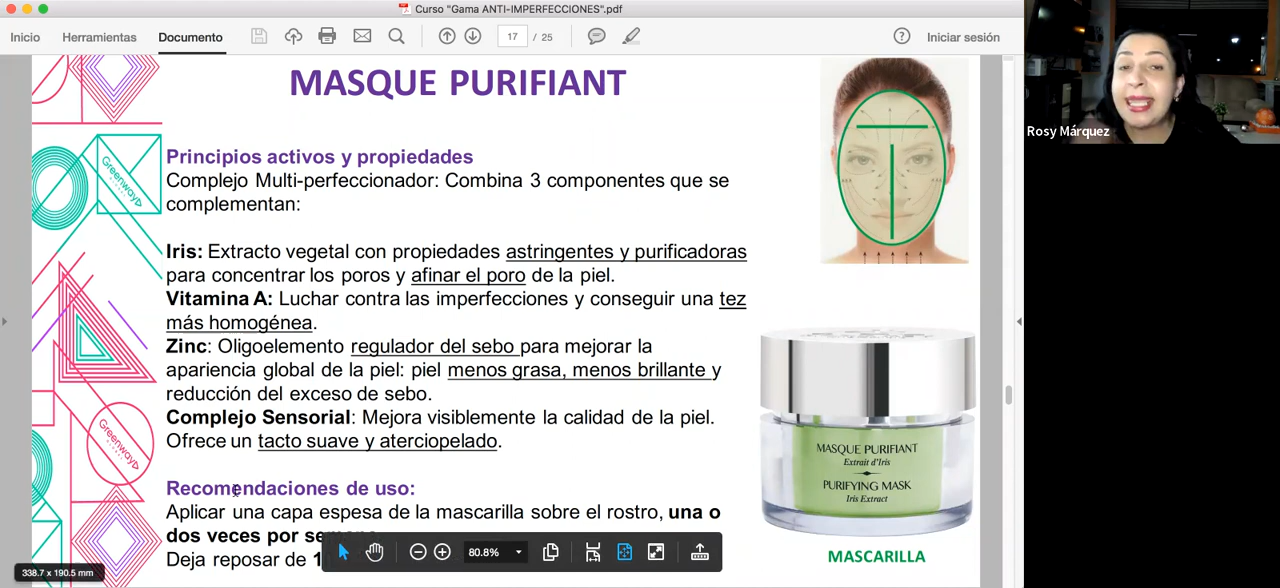 Curso "Gama ANTI-IMPERFECCIONES".pdf
Inicio
Herramientas
Documento
17
/ 25
Iniciar sesión
MASQUE PURIFIANT
Rosy Márquez
Principios activos y propiedades
Complejo Multi-perfeccionador: Combina 3 componentes que se
complementan:
Greenway
Iris: Extracto vegetal con propiedades astringentes y purificadoras
para concentrar los poros y afinar el poro de la piel.
Vitamina A: Luchar contra las imperfecciones y conseguir una tez
más homogénea.
Zinc: Oligoelemento regulador del sebo para mejorar la
apariencia global de la piel: piel menos grasa, menos brillante y
reducción del exceso de sebo.
Complejo Sensorial: Mejora visiblemente la calidad de la piel.
Ofrece un tacto suave y aterciopelado.
Greenway
MASQUE PURIFIANT
Extrait d'Iris
PURIFYING MASK
Iris Extract
MASCARILLA
Recomendaciones de uso:
Aplicar una capa espesa de la mascarilla sobre el rostro, una o
dos veces por
Deja reposar de
80.8%
338.7 x 190.5 mm